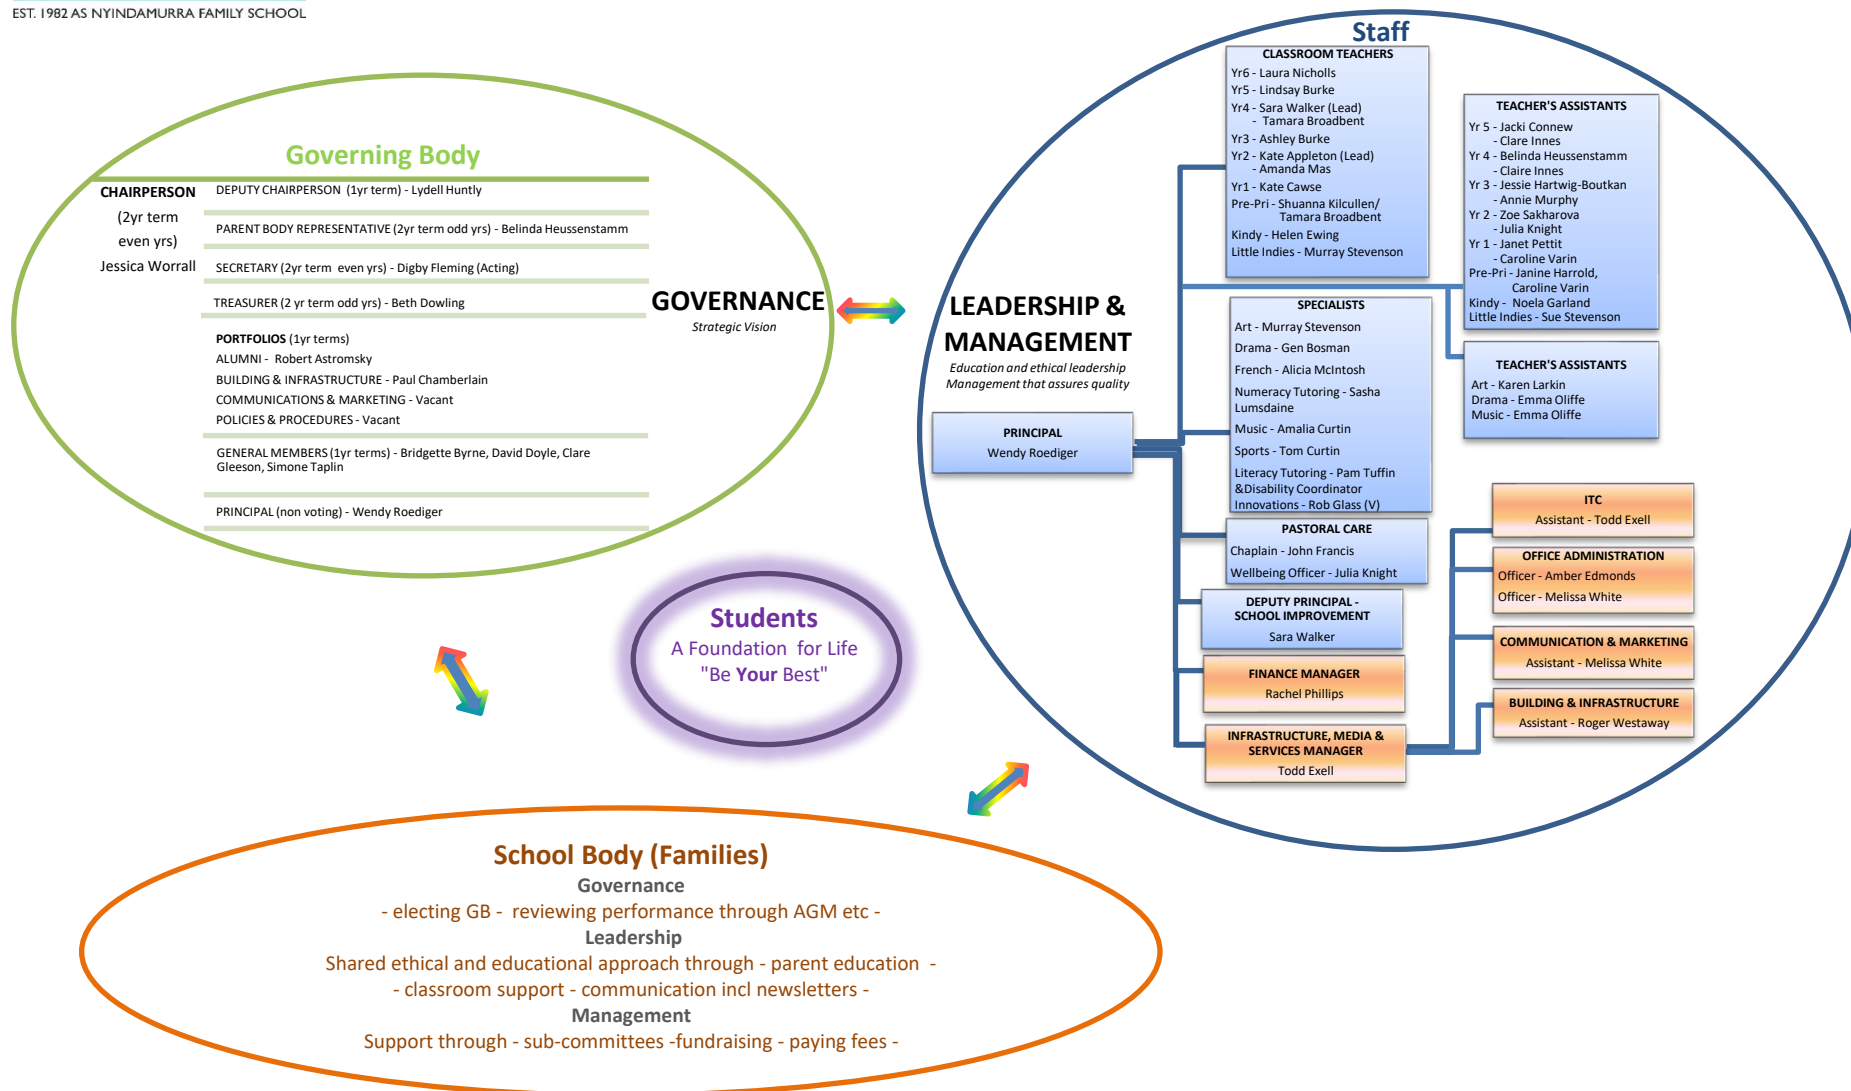 EST. 1982 AS NYINDAMURRA FAMILY SCHOOL
Governing Body
CHAIRPERSON
(2yr term
even yrs)
Jessica Worrall
DEPUTY CHAIRPERSON (1yr term) - Lydell Huntly
PARENT BODY REPRESENTATIVE (2yr term odd yrs) - Belinda Heussenstamm
SECRETARY (2yr term even yrs) - Digby Fleming (Acting)
TREASURER (2 yr term odd yrs) - Beth Dowling
PORTFOLIOS (1yr terms)
ALUMNI - Robert Astromsky
BUILDING & INFRASTRUCTURE - Paul Chamberlain
COMMUNICATIONS & MARKETING - Vacant
POLICIES & PROCEDURES - Vacant
GENERAL MEMBERS (1yr terms) - Bridgette Byrne, David Doyle, Clare
Gleeson, Simone Taplin
PRINCIPAL (non voting) - Wendy Roediger
GOVERNANCE
Strategic Vision
Staff
LEADERSHIP &
MANAGEMENT
Education and ethical leadership
Management that assures quality
PRINCIPAL
Wendy Roediger
CLASSROOM TEACHERS
Yr6 - Laura Nicholls
Yr5 - Lindsay Burke
Yr4 - Sara Walker (Lead)
- Tamara Broadbent
Yr3 - Ashley Burke
Yr2 - Kate Appleton (Lead)
- Amanda Mas
Yr1 - Kate Cawse
Pre-Pri - Shuanna Kilcullen/
Tamara Broadbent
Kindy - Helen Ewing
Little Indies - Murray Stevenson
TEACHER'S ASSISTANTS
Yr 5 - Jacki Connew
- Clare Innes
Yr 4 - Belinda Heussenstamm
- Claire Innes
Yr 3 - Jessie Hartwig-Boutkan
- Annie Murphy
Yr 2 - Zoe Sakharova
- Julia Knight
Yr 1 - Janet Pettit
- Caroline Varin
Pre-Pri - Janine Harrold,
Caroline Varin
Kindy - Noela Garland
Little Indies - Sue Stevenson
SPECIALISTS
Art - Murray Stevenson
Drama - Gen Bosman
French - Alicia McIntosh
Numeracy Tutoring - Sasha
Lumsdaine
Music - Amalia Curtin
Sports - Tom Curtin
Literacy Tutoring - Pam Tuffin
&Disability Coordinator
Innovations - Rob Glass (V)
TEACHER'S ASSISTANTS
Art - Karen Larkin
Drama - Emma Oliffe
Music - Emma Oliffe
PASTORAL CARE
Chaplain - John Francis
Wellbeing Officer - Julia Knight
DEPUTY PRINCIPAL -
SCHOOL IMPROVEMENT
Sara Walker
FINANCE MANAGER
Rachel Phillips
INFRASTRUCTURE, MEDIA &
SERVICES MANAGER
Todd Exell
ITC
Assistant - Todd Exell
OFFICE ADMINISTRATION
Officer - Amber Edmonds
Officer - Melissa White
COMMUNICATION & MARKETING
Assistant - Melissa White
BUILDING & INFRASTRUCTURE
Assistant - Roger Westaway
Students
A Foundation for Life
"Be Your Best"
School Body (Families)
Governance
- electing GB - reviewing performance through AGM etc -
Leadership
Shared ethical and educational approach through - parent education -
- classroom support - communication incl newsletters -
Management
Support through - sub-committees -fundraising - paying fees -